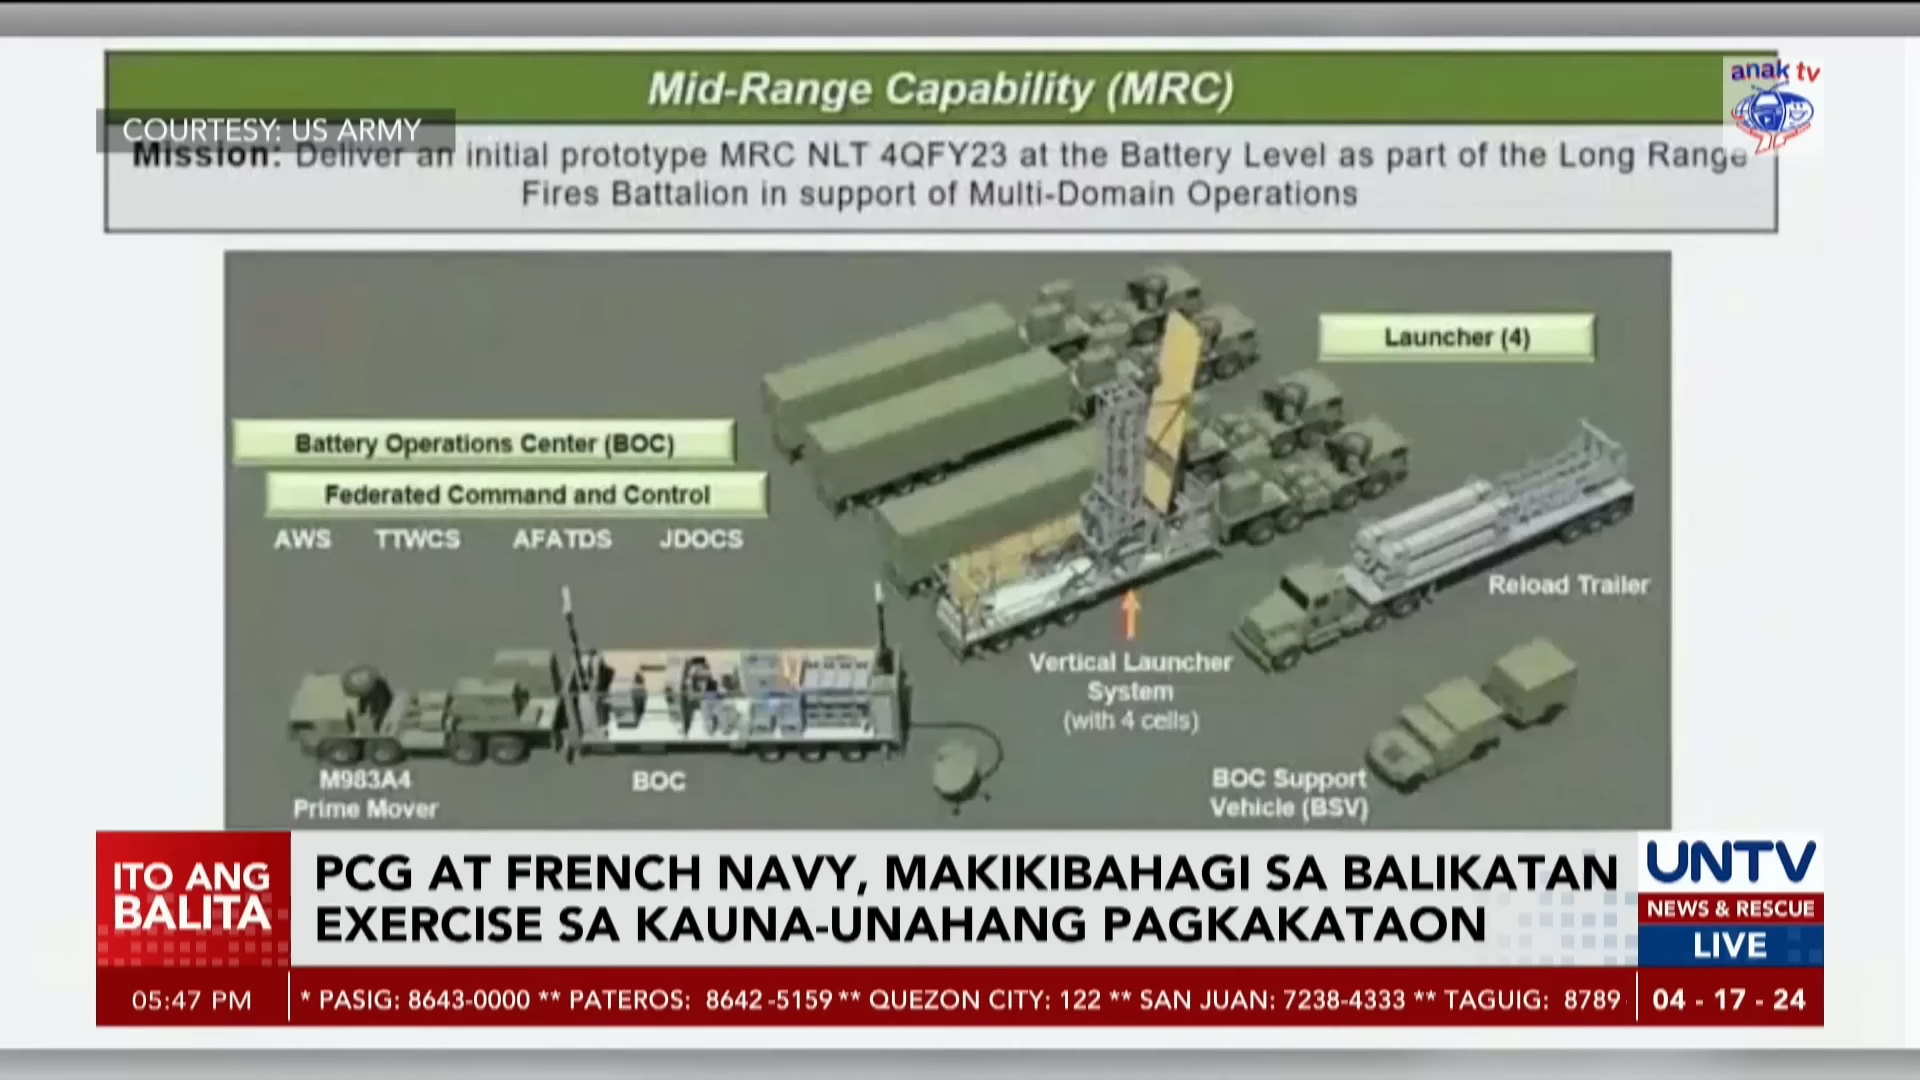 Mid-Range Capability (MRC)
anak tv
COURTESY: US ARMY
Mission: Deliver an initial prototype MRC NLT 4QFY23 at the Battery Level as part of the Long Range
Fires Battalion in support of Multi-Domain Operations
Launcher (4)
Battery Operations Center (BOC)
Federated Command and Control
AWS TTWCS AFATDS JDOCS
Reload Trailer
Vertical Launcher
System
(with 4 cells)
M983A4
Prime Mover
BOC
BOC Support
Vehicle (BSV)
ITO ANG
BALITA
PCG AT FRENCH NAVY, MAKIKIBAHAGI SA BALIKATAN
EXERCISE SA KAUNA-UNAHANG PAGKAKATAON
UNTV
NEWS & RESCUE
LIVE
05:47 PM
* PASIG: 8643-0000 ** PATEROS: 8642-5159 ** QUEZON CITY: 122 ** SAN JUAN: 7238-4333 ** TAGUIG: 8789
04 - 17 - 24